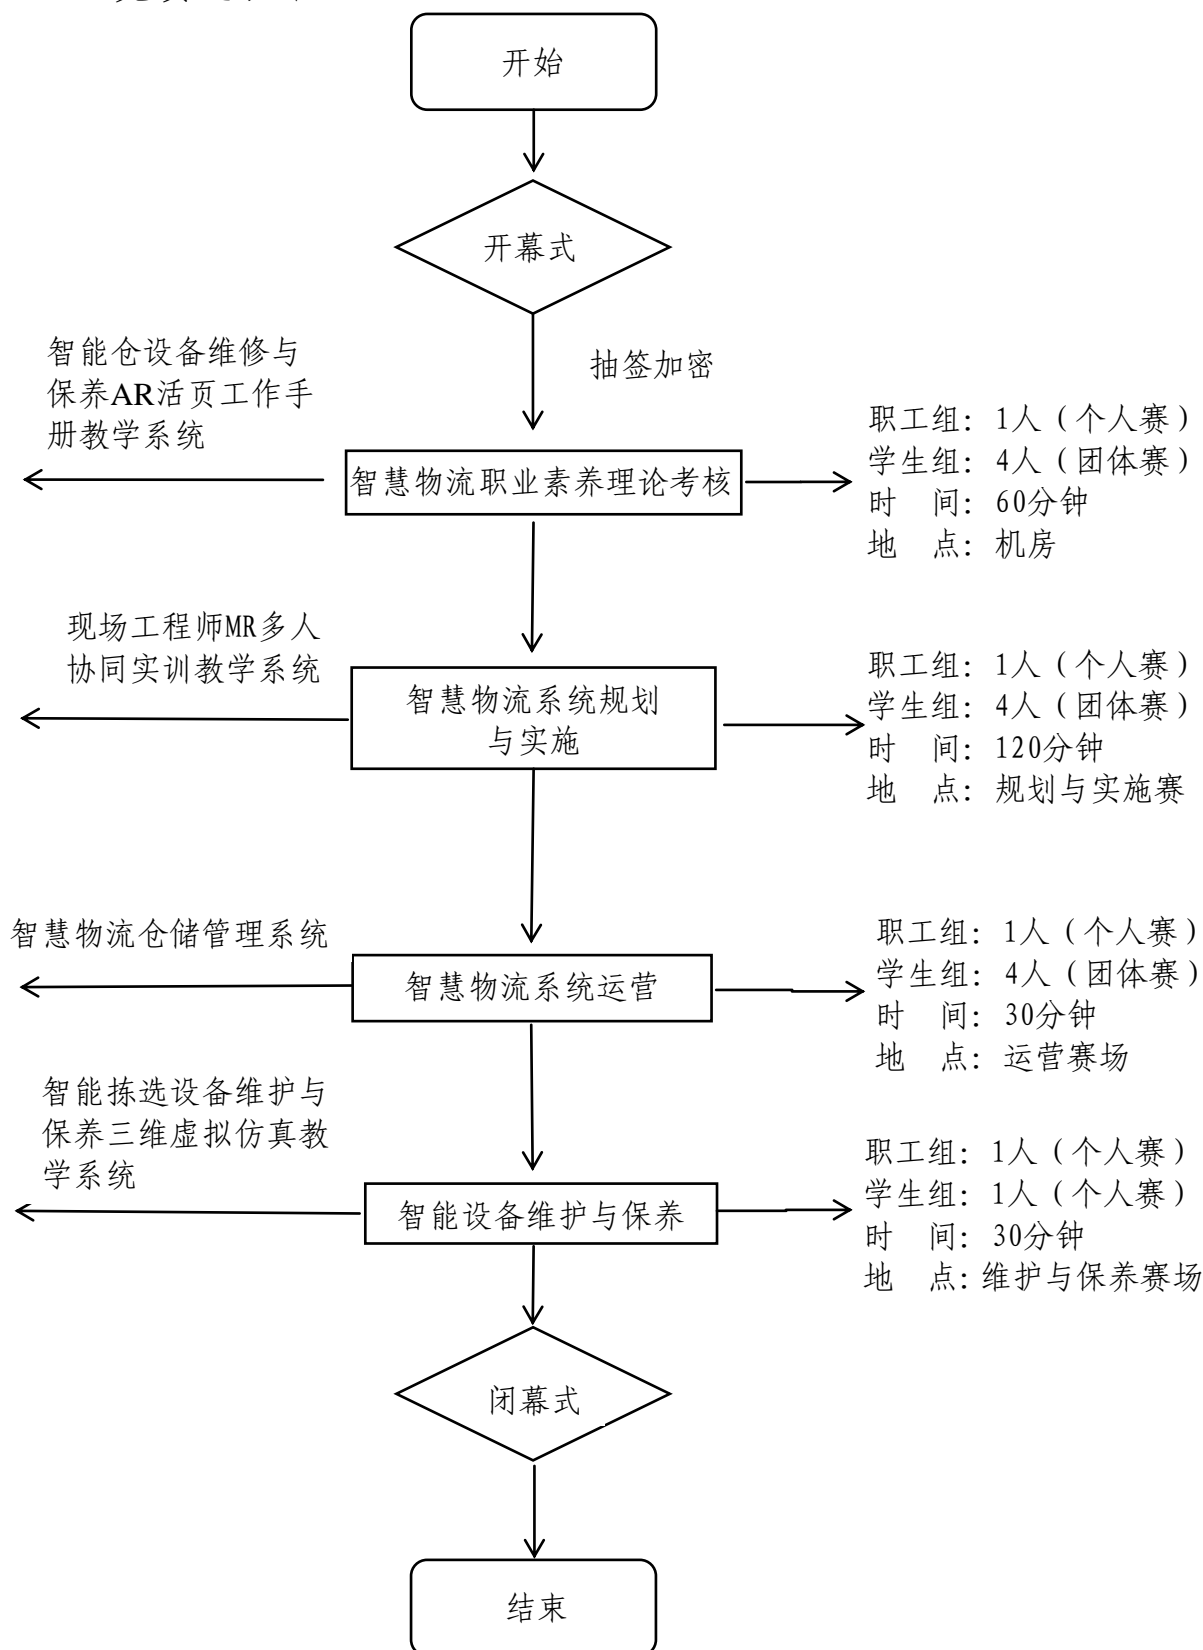 开始
开幕式
抽签加密
智能仓设备维修与
保养AR活页工作手
册教学系统
智慧物流职业素养理论考核
职工组：1人（个人赛）
学生组：4人（团体赛）
时　间：60分钟
地　点：机房
现场工程师MR多人
协同实训教学系统
智慧物流系统规划
与实施
职工组：1人（个人赛）
学生组：4人（团体赛）
时　间：120分钟
地　点：规划与实施赛
智慧物流仓储管理系统
智慧物流系统运营
职工组：1人（个人赛）
学生组：4人（团体赛）
时　间：30分钟
地　点：运营赛场
智能拣选设备维护与
保养三维虚拟仿真教
学系统
智能设备维护与保养
职工组：1人（个人赛）
学生组：1人（个人赛）
时　间：30分钟
地　点：维护与保养赛场
闭幕式
结束